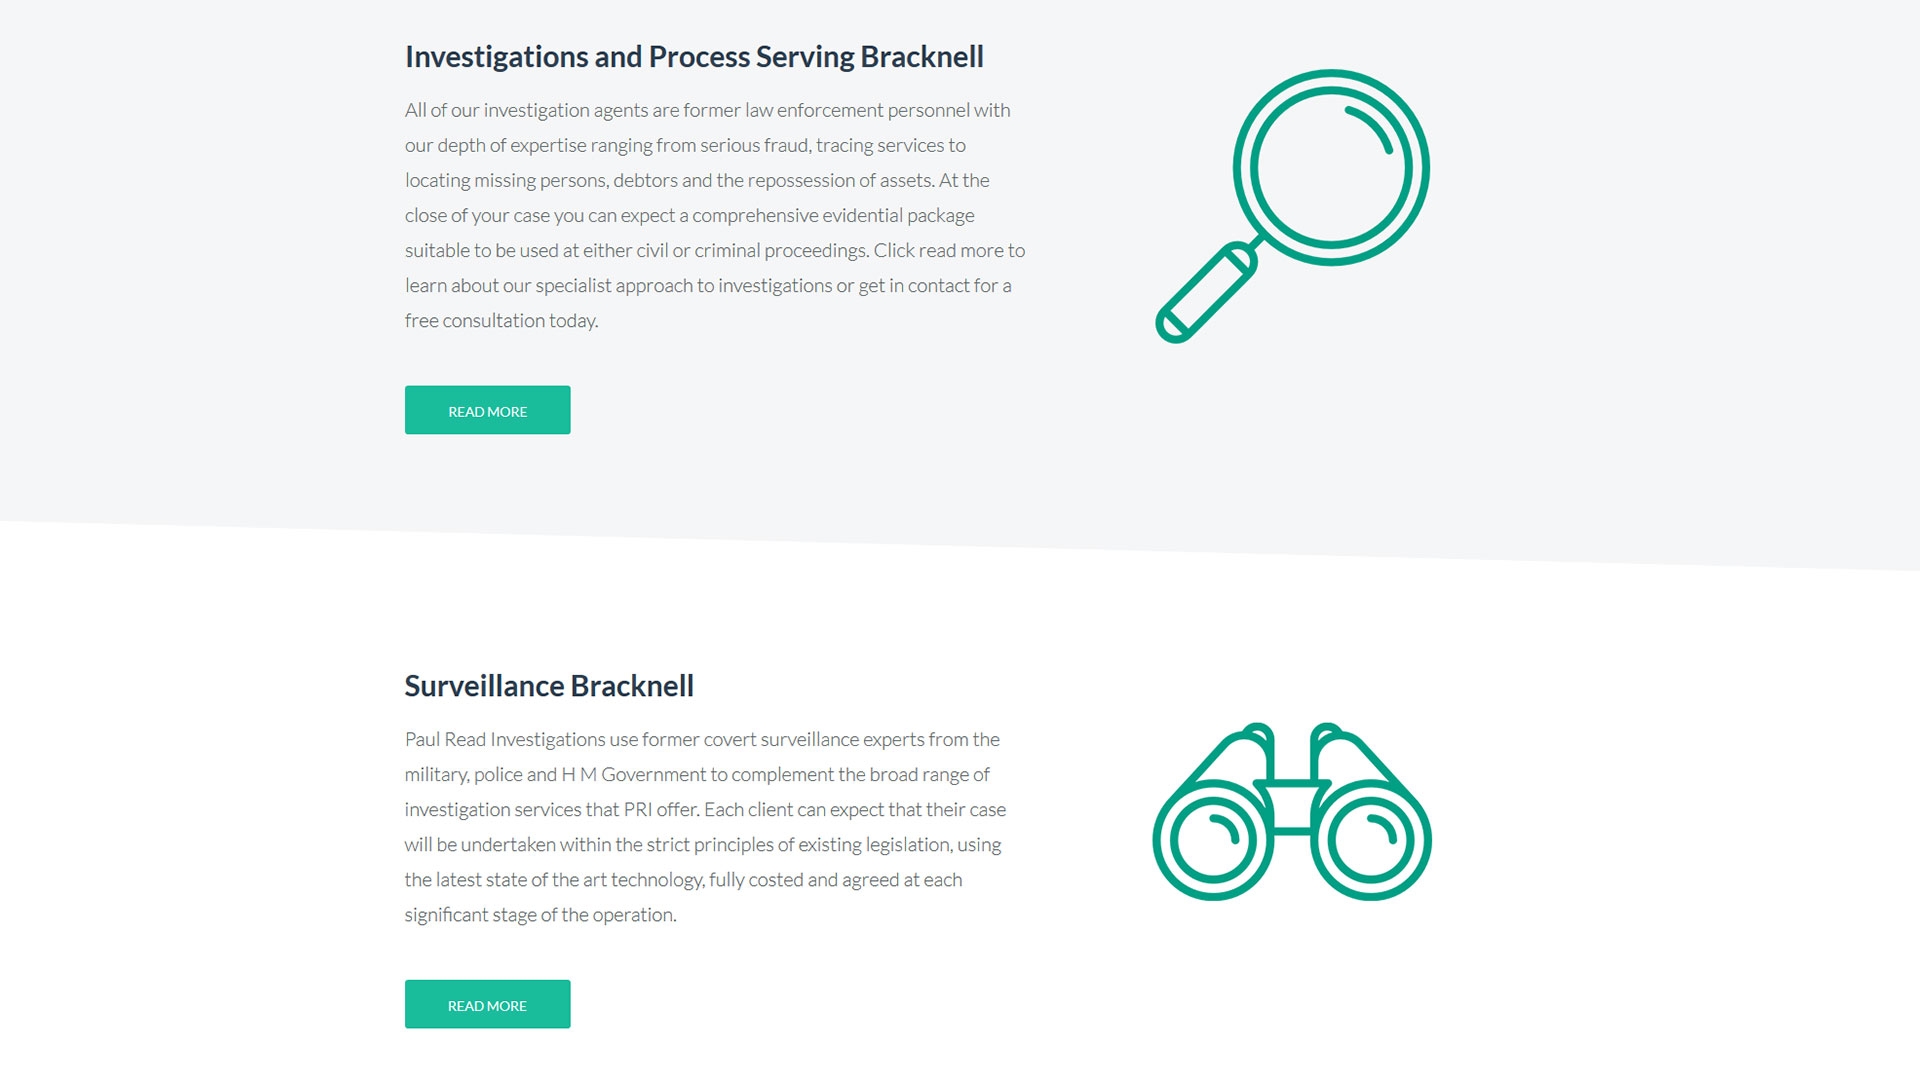 Investigations and Process Serving Bracknell
All of our investigation agents are former law enforcement personnel with
our depth of expertise ranging from serious fraud, tracing services to
locating missing persons, debtors and the repossession of assets. At the
close of your case you can expect a comprehensive evidential package
suitable to be used at either civil or criminal proceedings. Click read more to
learn about our specialist approach to investigations or get in contact for a
free consultation today.
READ MORE
Surveillance Bracknell
Paul Read Investigations use former covert surveillance experts from the
military, police and H M Government to complement the broad range of
investigation services that PRI offer. Each client can expect that their case
will be undertaken within the strict principles of existing legislation, using
the latest state of the art technology, fully costed and agreed at each
significant stage of the operation.
READ MORE